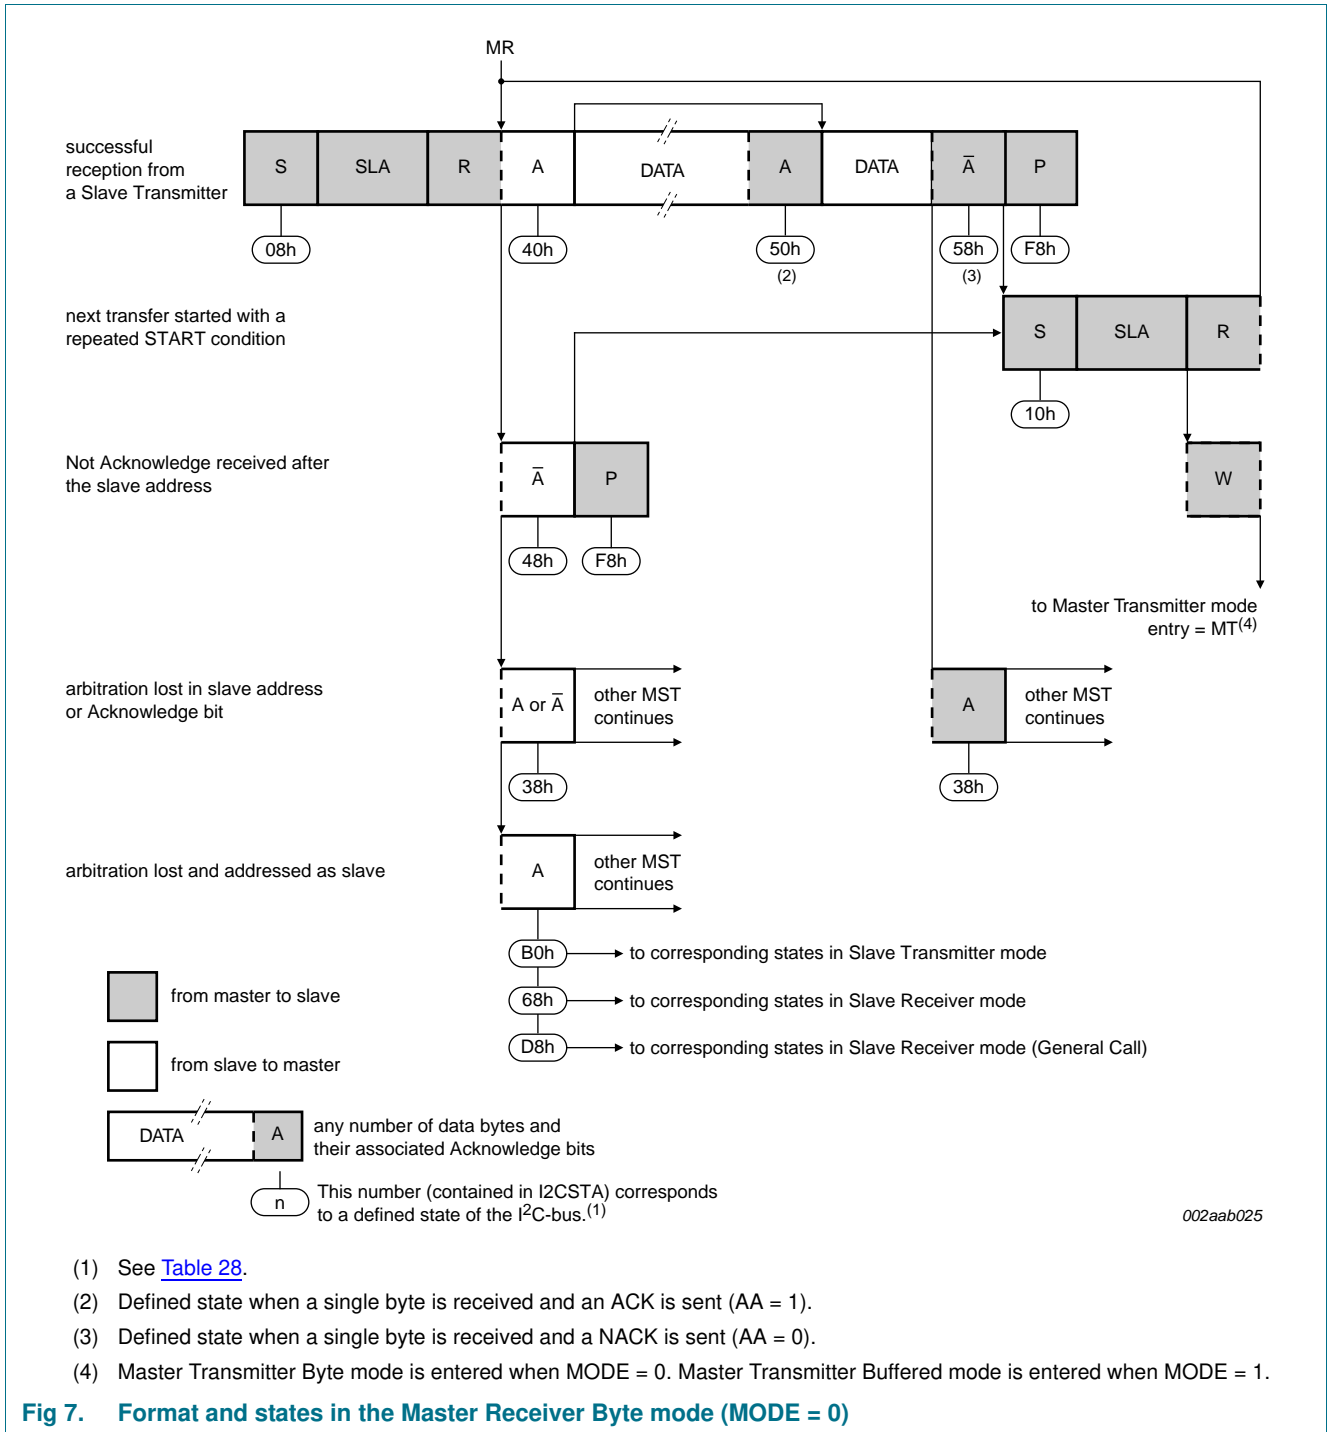 MR
successful
reception from
a Slave Transmitter
S SLA R A DATA A DATA A̅ P
08h 40h 50h 58h F8h
(2) (3)
next transfer started with a
repeated START condition
S SLA R
10h
Not Acknowledge received after
the slave address
A̅ P W
48h F8h
to Master Transmitter mode
entry = MT(4)
arbitration lost in slave address
or Acknowledge bit
A or A̅
other MST
continues
A
other MST
continues
38h 38h
arbitration lost and addressed as slave
A
other MST
continues
B0h to corresponding states in Slave Transmitter mode
68h to corresponding states in Slave Receiver mode
D8h to corresponding states in Slave Receiver mode (General Call)
from master to slave
from slave to master
DATA A
any number of data bytes and
their associated Acknowledge bits
n
This number (contained in I2CSTA) corresponds
to a defined state of the I²C-bus.(1)
002aab025
(1) See Table 28.
(2) Defined state when a single byte is received and an ACK is sent (AA = 1).
(3) Defined state when a single byte is received and a NACK is sent (AA = 0).
(4) Master Transmitter Byte mode is entered when MODE = 0. Master Transmitter Buffered mode is entered when MODE = 1.
Fig 7. Format and states in the Master Receiver Byte mode (MODE = 0)